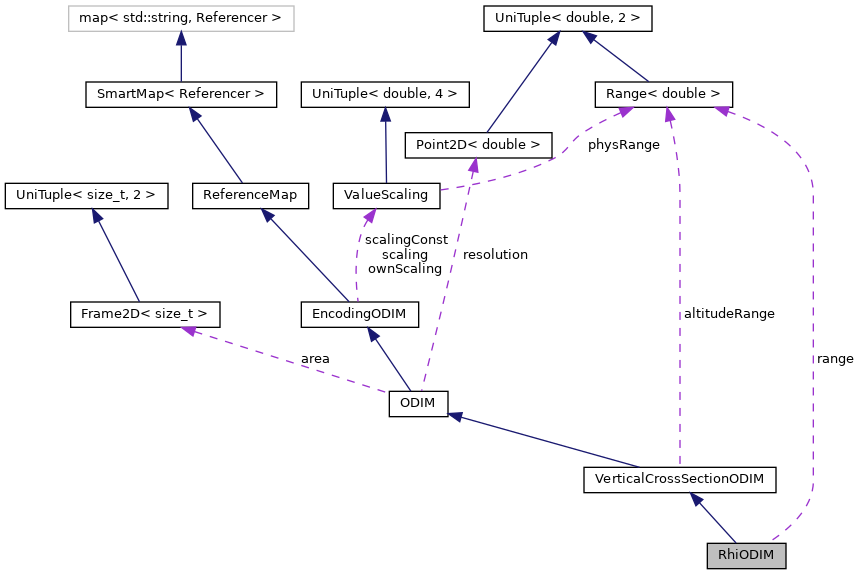 map< std::string, Referencer >
UniTuple< double, 2 >
SmartMap< Referencer >
UniTuple< double, 4 >
Range< double >
Point2D< double >
physRange
UniTuple< size_t, 2 >
ReferenceMap
ValueScaling
scalingConst
scaling
ownScaling
resolution
Frame2D< size_t >
EncodingODIM
altitudeRange
area
range
ODIM
VerticalCrossSectionODIM
RhiODIM